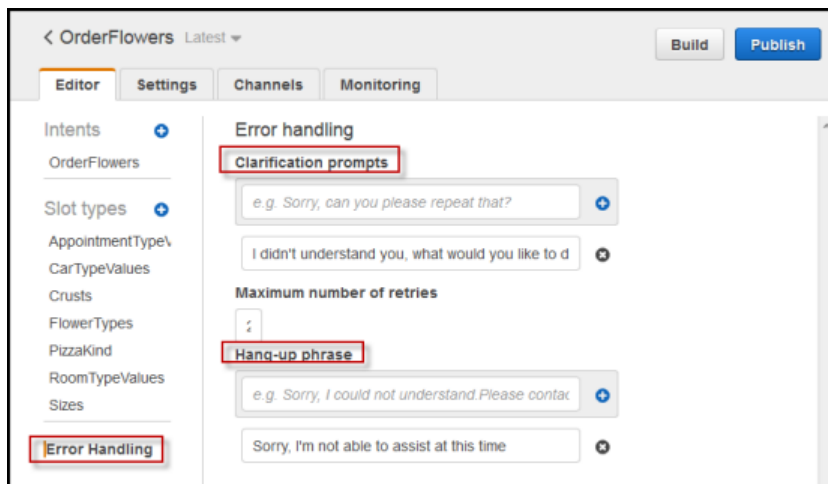 OrderFlowers Latest
Build
Publish
Editor
Settings
Channels
Monitoring
Intents
OrderFlowers
Slot types
AppointmentTypeV
CarTypeValues
Crusts
FlowerTypes
PizzaKind
RoomTypeValues
Sizes
Error Handling
Error handling
Clarification prompts
e.g. Sorry, can you please repeat that?
I didn't understand you, what would you like to d
Maximum number of retries
Hang-up phrase
e.g. Sorry, I could not understand.Please contac
Sorry, I'm not able to assist at this time